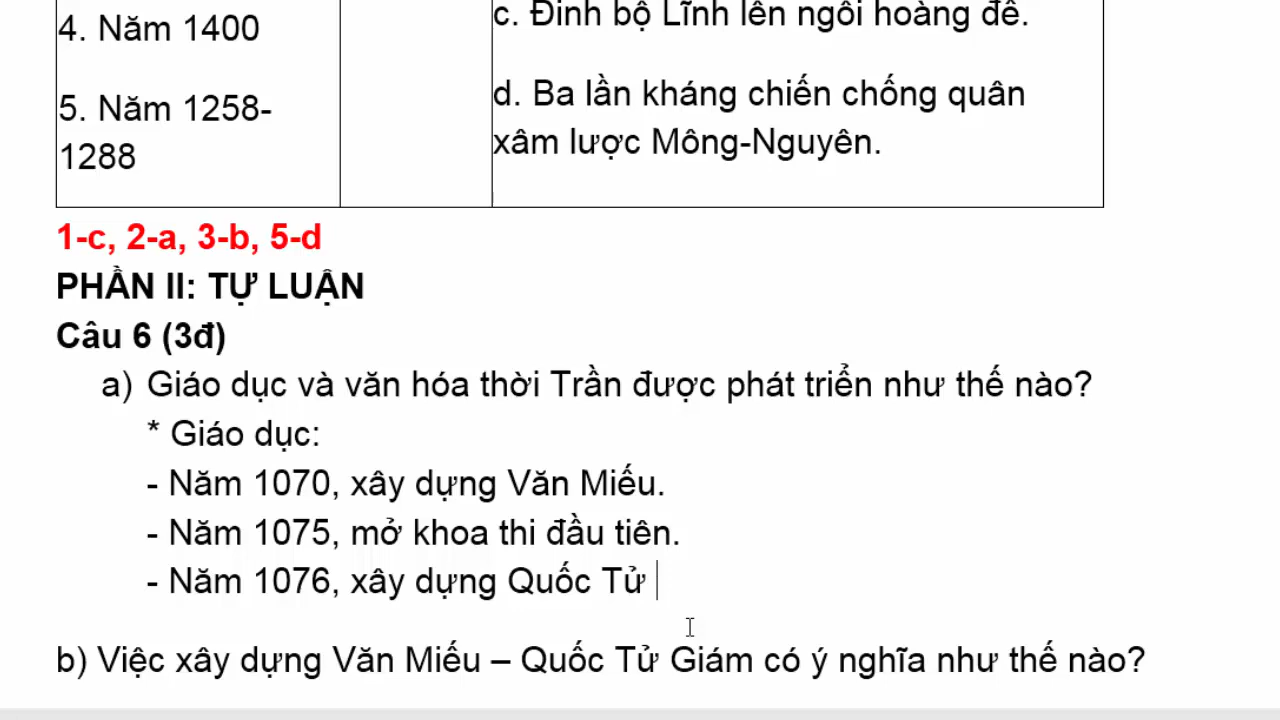 4. Năm 1400
c. Đinh bộ Lĩnh lên ngôi hoàng đế.
5. Năm 1258-
1288
d. Ba lần kháng chiến chống quân
xâm lược Mông-Nguyên.
1-c, 2-a, 3-b, 5-d
PHẦN II: TỰ LUẬN
Câu 6 (3đ)
a) Giáo dục và văn hóa thời Trần được phát triển như thế nào?
* Giáo dục:
- Năm 1070, xây dựng Văn Miếu.
- Năm 1075, mở khoa thi đầu tiên.
- Năm 1076, xây dựng Quốc Tử
b) Việc xây dựng Văn Miếu – Quốc Tử Giám có ý nghĩa như thế nào?